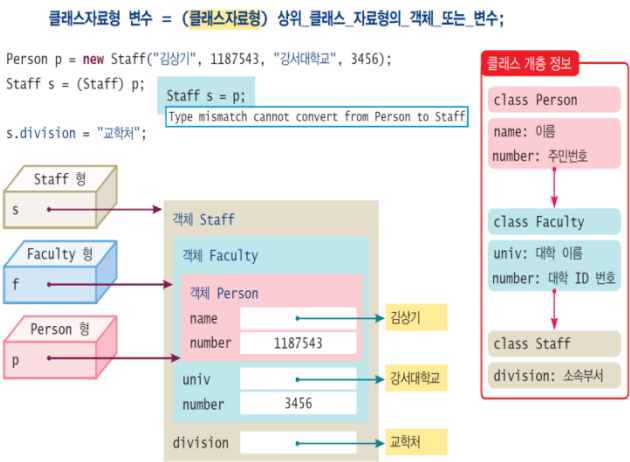 클래스자료형 변수 = (클래스자료형) 상위_클래스_자료형의_객체_또는_변수;
Person p = new Staff("김상기", 1187543, "강서대학교", 3456);
Staff s = (Staff) p;
Staff s = p;
Type mismatch cannot convert from Person to Staff
s.division = "교학처";
Staff 형
s
Faculty 형
f
Person 형
p
객체 Staff
객체 Faculty
객체 Person
name
김상기
number 1187543
univ
강서대학교
number 3456
division
교학처
클래스 개층 정보
class Person
name: 이름
number: 주민번호
class Faculty
univ: 대학 이름
number: 대학 ID 번호
class Staff
division: 소속부서